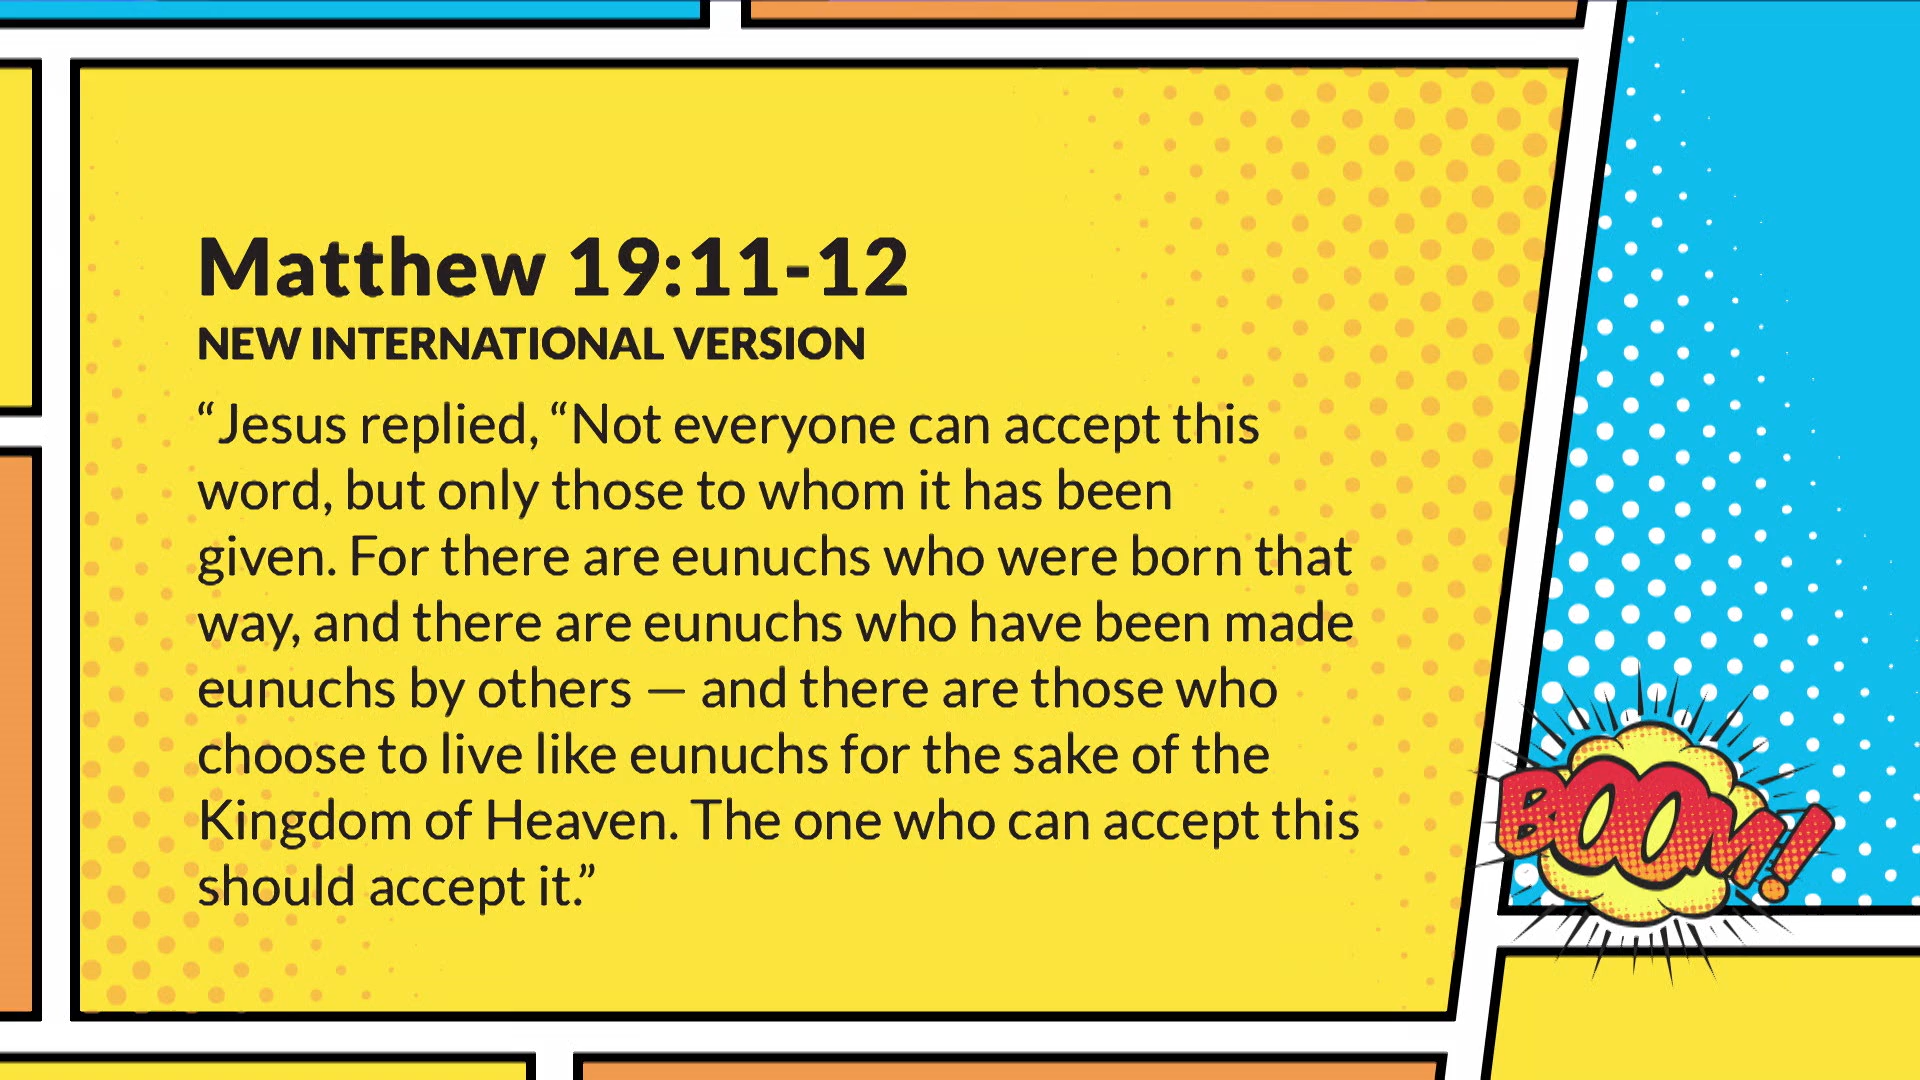 Matthew 19:11-12
NEW INTERNATIONAL VERSION
“ Jesus replied, “Not everyone can accept this
word, but only those to whom it has been
given. For there are eunuchs who were born that
way, and there are eunuchs who have been made
eunuchs by others — and there are those who
choose to live like eunuchs for the sake of the
Kingdom of Heaven. The one who can accept this
should accept it.”
BOOM!